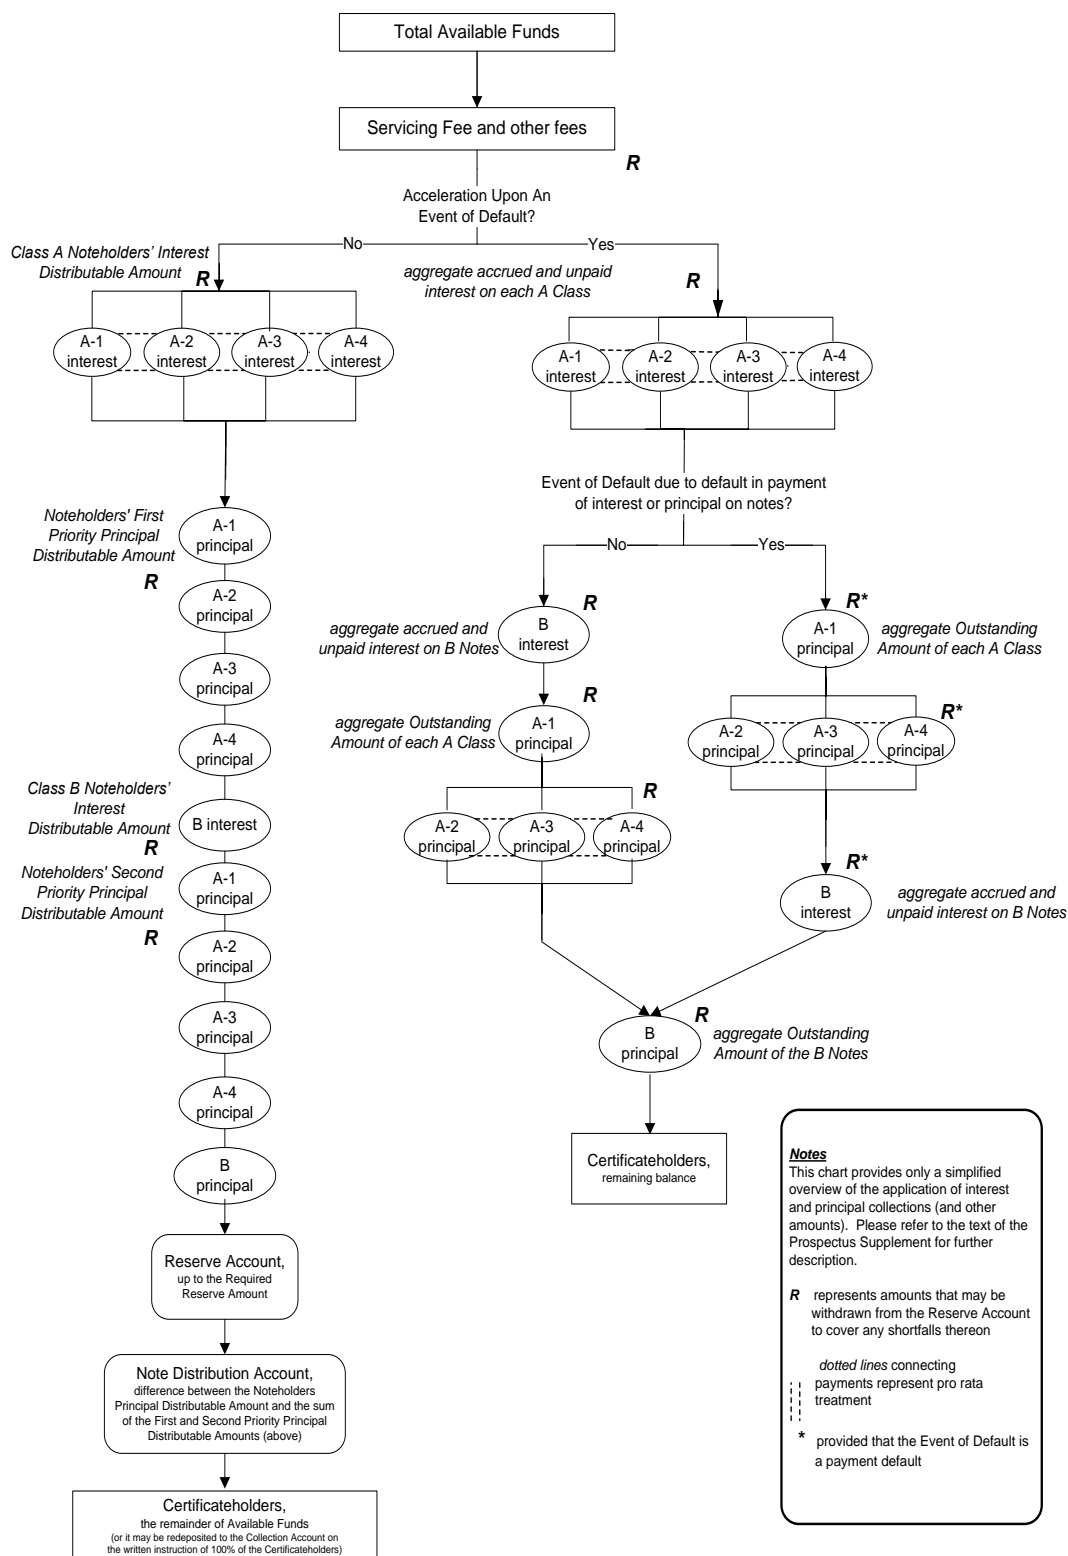 Total Available Funds
Servicing Fee and other fees
R
Acceleration Upon An
Event of Default?
No
Yes
Class A Noteholders' Interest
Distributable Amount
R
aggregate accrued and unpaid
interest on each A Class
R
A-1
interest
A-2
interest
A-3
interest
A-4
interest
A-1
interest
A-2
interest
A-3
interest
A-4
interest
Event of Default due to default in payment
of interest or principal on notes?
No
Yes
Noteholders' First
Priority Principal
Distributable Amount
R
A-1
principal
A-2
principal
A-3
principal
A-4
principal
Class B Noteholders'
Interest
Distributable Amount
R
B interest
Noteholders' Second
Priority Principal
Distributable Amount
R
A-1
principal
A-2
principal
A-3
principal
A-4
principal
B
principal
Reserve Account,
up to the Required
Reserve Amount
Note Distribution Account,
difference between the Noteholders
Principal Distributable Amount and the sum
of the First and Second Priority Principal
Distributable Amounts (above)
Certificateholders,
the remainder of Available Funds
(or it may be redeposited to the Collection Account on
the written instruction of 100% of the Certificateholders)
R
aggregate accrued and
unpaid interest on B Notes
B
interest
R
aggregate Outstanding
Amount of each A Class
A-1
principal
R
A-2
principal
A-3
principal
A-4
principal
R*
A-1
principal
aggregate Outstanding
Amount of each A Class
R*
A-2
principal
A-3
principal
A-4
principal
R*
B
interest
aggregate accrued and
unpaid interest on B Notes
R
B
principal
aggregate Outstanding
Amount of the B Notes
Certificateholders,
remaining balance
Notes
This chart provides only a simplified
overview of the application of interest
and principal collections (and other
amounts). Please refer to the text of the
Prospectus Supplement for further
description.
R represents amounts that may be
withdrawn from the Reserve Account
to cover any shortfalls thereon
dotted lines connecting
payments represent pro rata
treatment
* provided that the Event of Default is
a payment default